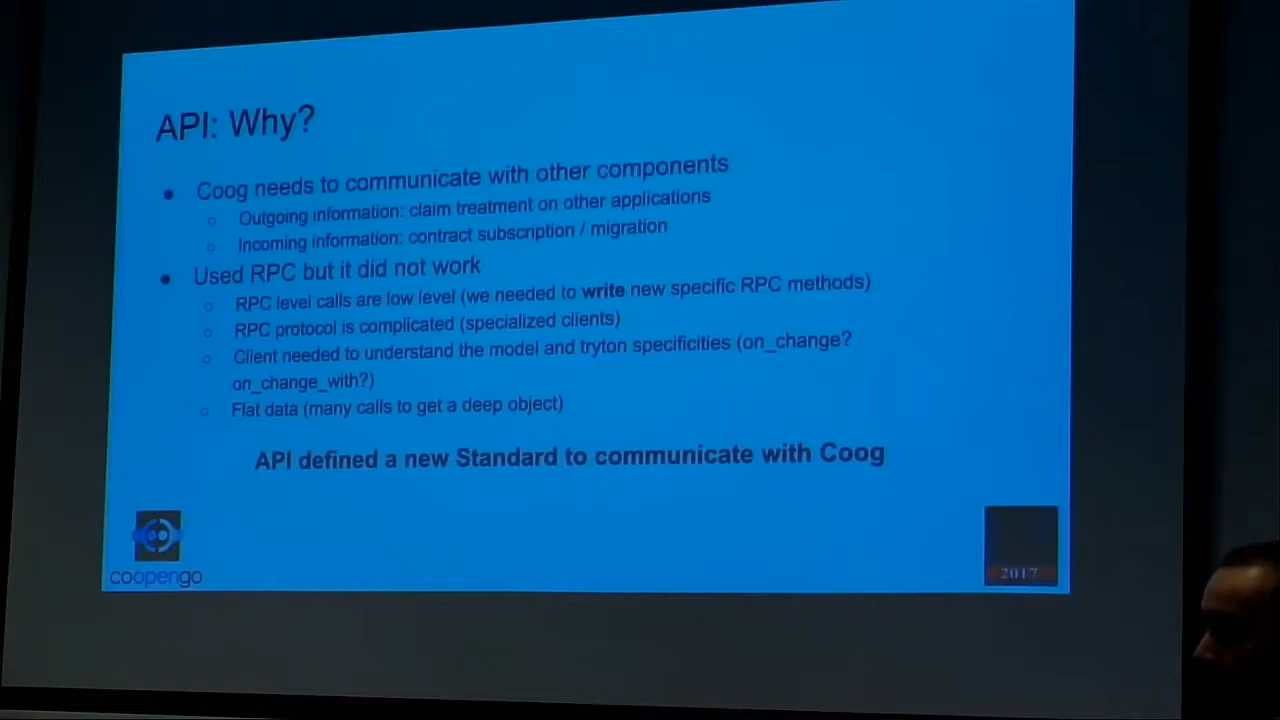 API: Why?
● Coog needs to communicate with other components
○ Outgoing information: claim treatment on other applications
○ Incoming information: contract subscription / migration
● Used RPC but it did not work
○ RPC level calls are low level (we needed to write new specific RPC methods)
○ RPC protocol is complicated (specialized clients)
○ Client needed to understand the model and tryton specificities (on_change?
on_change_with?)
○ Flat data (many calls to get a deep object)
API defined a new Standard to communicate with Coog
coopengo
2017